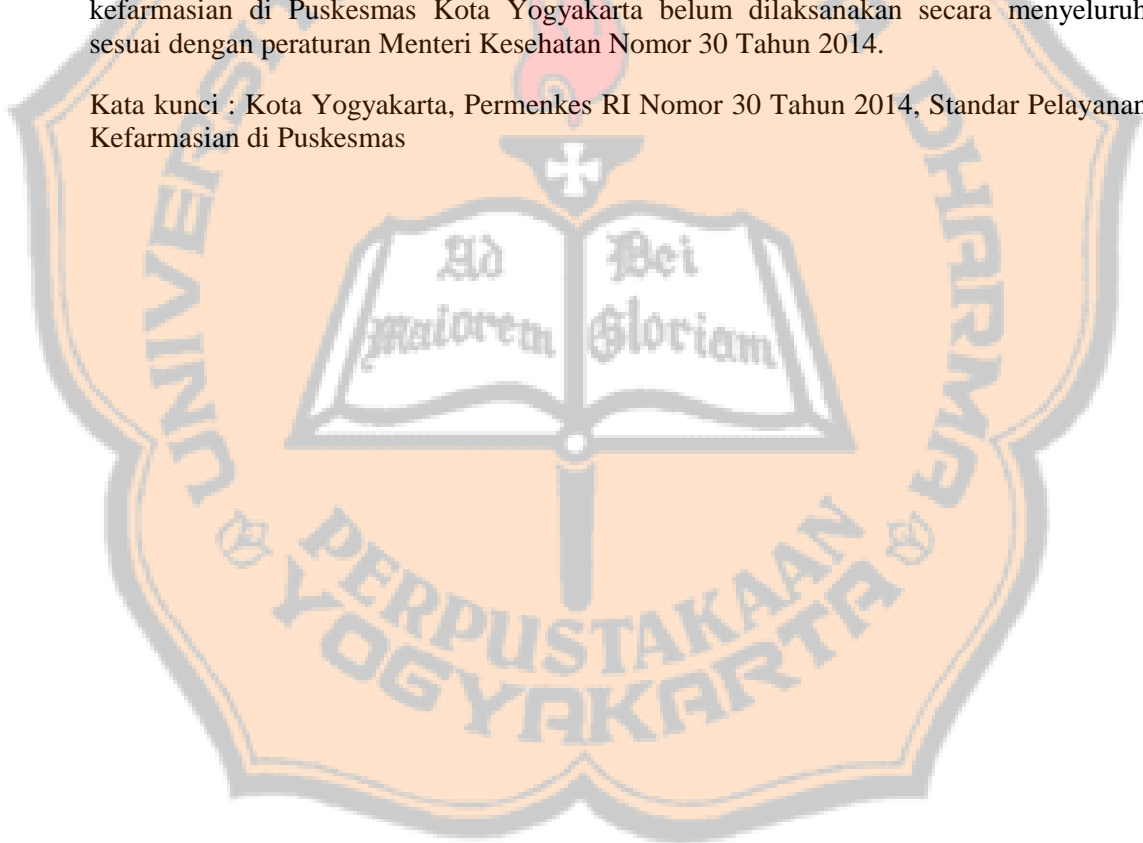 kefarmasian di Puskesmas Kota Yogyakarta belum dilaksanakan secara menyeluruh
sesuai dengan peraturan Menteri Kesehatan Nomor 30 Tahun 2014.
Kata kunci : Kota Yogyakarta, Permenkes RI Nomor 30 Tahun 2014, Standar Pelayanan
Kefarmasian di Puskesmas
Ad Dei
maiorem Gloriam
DHARMA
PERPUSTAKAAN
YOGYAKARTA